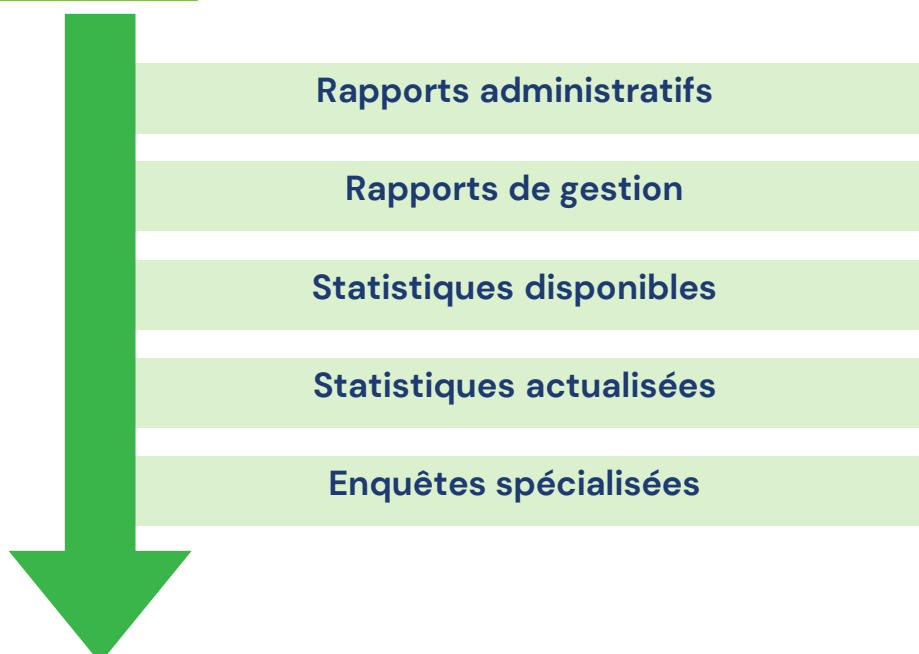 Rapports administratifs
Rapports de gestion
Statistiques disponibles
Statistiques actualisées
Enquêtes spécialisées